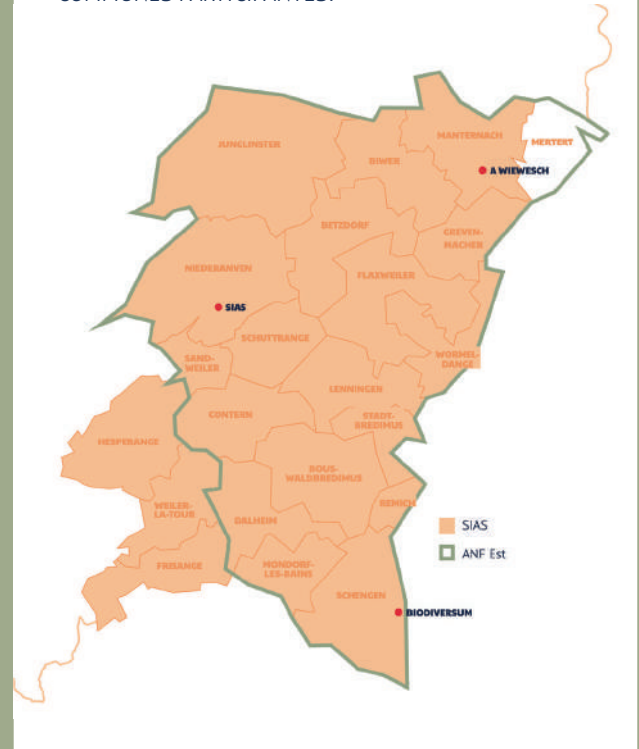 JUNGLINSTER
MANTERNACH
MERTERT
BIWER
A WIEWESCH
BETZDORF
GREVEN-
MACHER
NIEDERANVEN
FLAXWEILER
SIAS
SCHUTTRANGE
SAND-
WEILER
WORMEL-
DANGE
LENNINGEN
CONTERN
STADT-
BREDIMUS
HESPERANGE
BOUS-
WALDBREDIMUS
REMICH
WEILER-
LA-TOUR
DALHEIM
SIAS
ANF Est
FRISANGE
MONDORF-
LES-BAINS
SCHENGEN
BIODIVERSUM